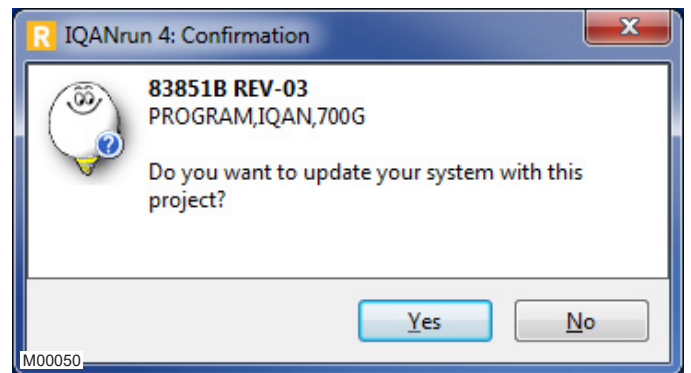 R IQANrun 4: Confirmation
83851B REV-03
PROGRAM,IQAN,700G
Do you want to update your system with this
project?
Yes No
M00050